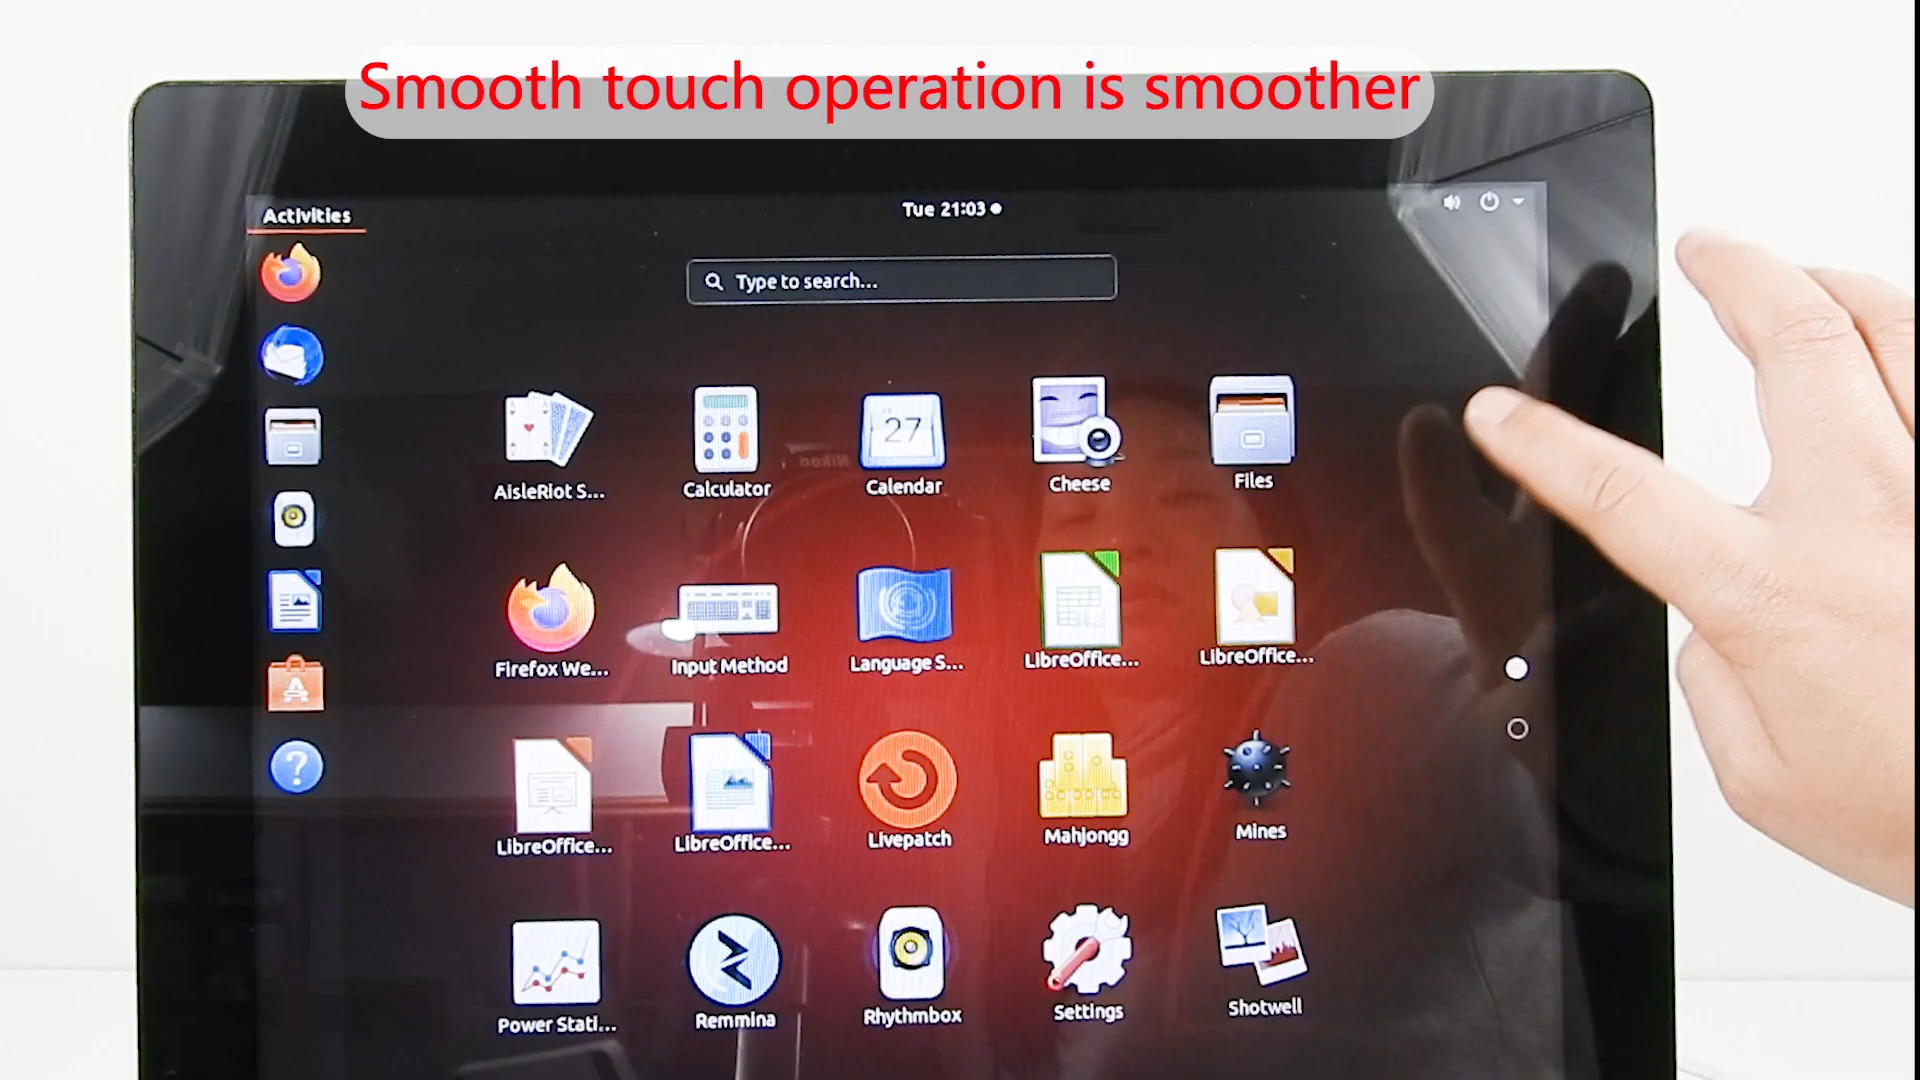 Smooth touch operation is smoother
Activities
Tue 21:03
Type to search...
AisleRiot S...
Calculator
27
Calendar
Cheese
Files
Nikon
Firefox We...
Input Method
Language S...
LibreOffice...
LibreOffice...
LibreOffice...
LibreOffice...
Livepatch
Mahjongg
Mines
Power Stati...
Remmina
Rhythmbox
Settings
Shotwell